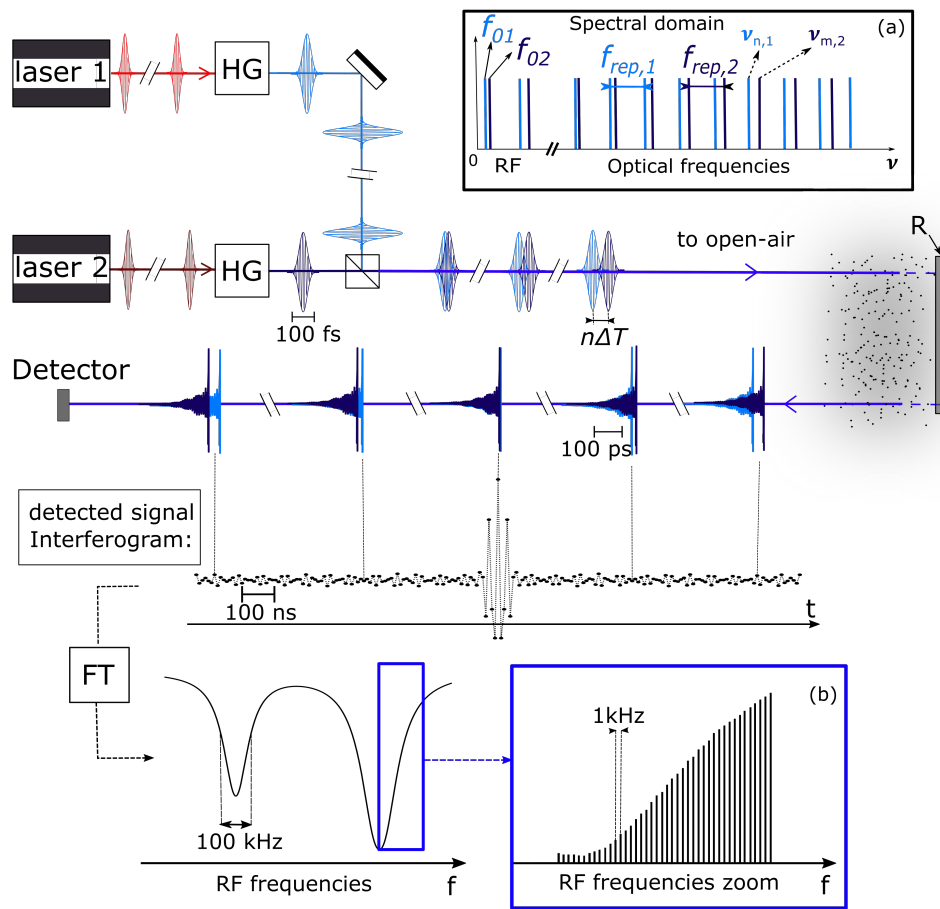 Spectral domain
(a)
f01
f02
frep,1
frep,2
νn,1
νm,2
0
RF
Optical frequencies
ν
laser 1
HG
laser 2
HG
100 fs
to open-air
R
nΔT
Detector
100 ps
detected signal
Interferogram:
100 ns
t
FT
100 kHz
RF frequencies
f
(b)
1kHz
RF frequencies zoom
f